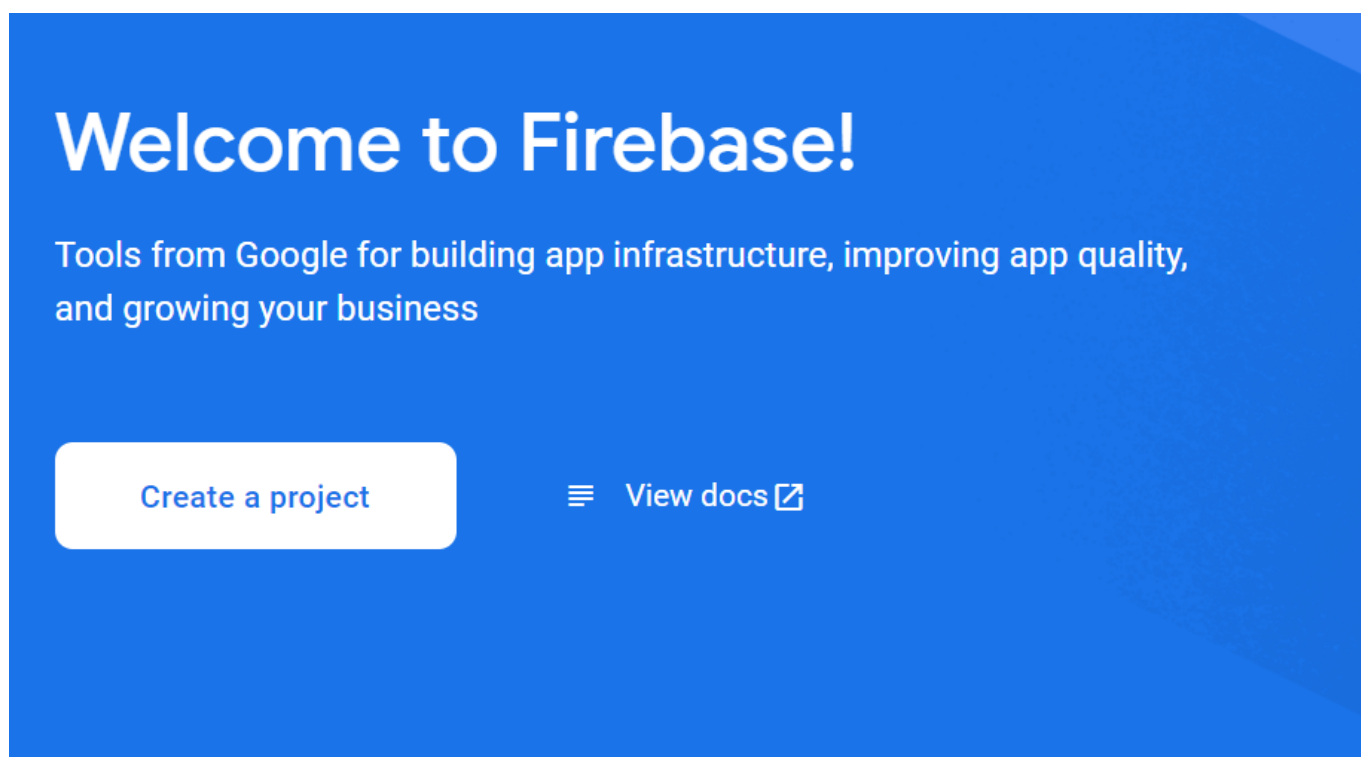 Welcome to Firebase!
Tools from Google for building app infrastructure, improving app quality,
and growing your business
Create a project
View docs